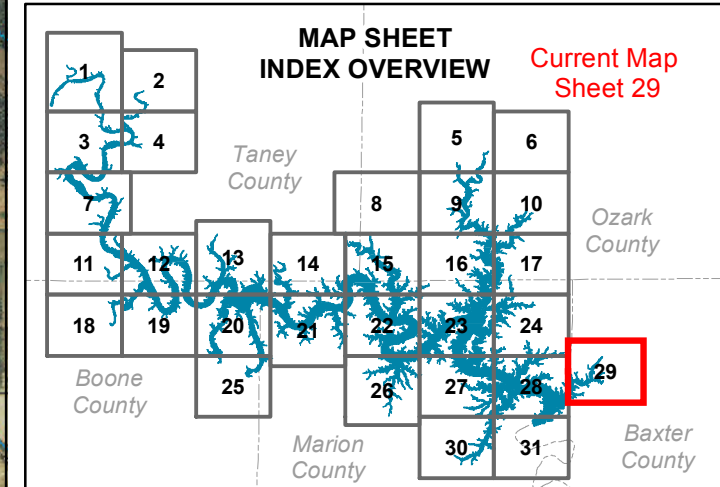 MAP SHEET
INDEX OVERVIEW
Current Map
Sheet 29
1
2
3
4
Taney
County
5
6
7
8
9
10
Ozark
County
11
12
13
14
15
16
17
18
19
20
21
22
23
24
25
26
27
28
29
Boone
County
Marion
County
30
31
Baxter
County